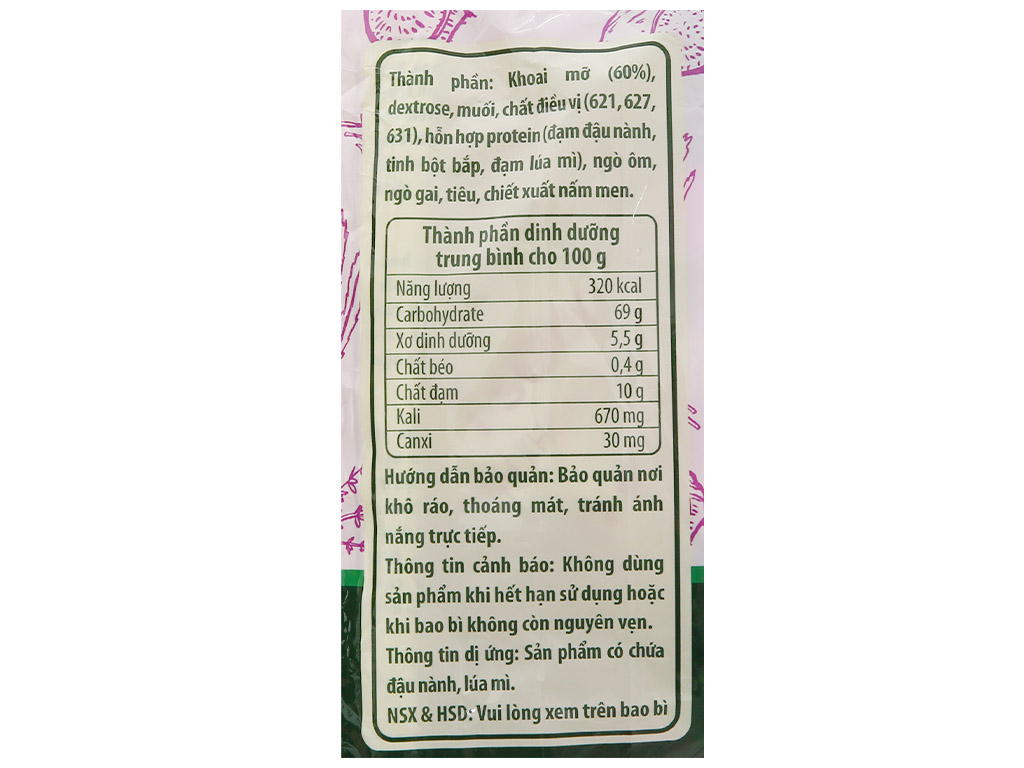 Thành phần: Khoai mỡ (60%),
dextrose, muối, chất điều vị (621, 627,
631), hỗn hợp protein (đạm đậu nành,
tinh bột bắp, đạm lúa mì), ngò ôm,
ngò gai, tiêu, chiết xuất nấm men.
Thành phần dinh dưỡng
trung bình cho 100 g
Năng lượng 320 kcal
Carbohydrate 69 g
Xơ dinh dưỡng 5,5 g
Chất béo 0,4 g
Chất đạm 10 g
Kali 670 mg
Canxi 30 mg
Hướng dẫn bảo quản: Bảo quản nơi
khô ráo, thoáng mát, tránh ánh
nắng trực tiếp.
Thông tin cảnh báo: Không dùng
sản phẩm khi hết hạn sử dụng hoặc
khi bao bì không còn nguyên vẹn.
Thông tin dị ứng: Sản phẩm có chứa
đậu nành, lúa mì.
NSX & HSD: Vui lòng xem trên bao bì